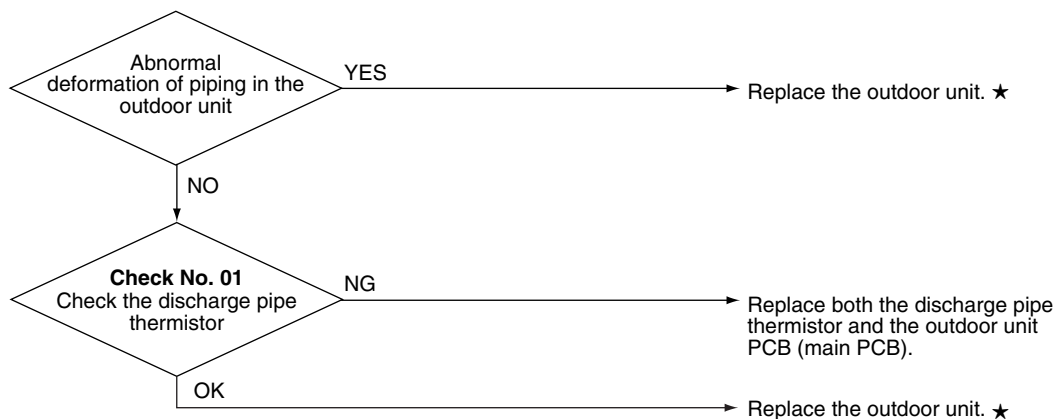 Abnormal
deformation of piping in the
outdoor unit
YES
Replace the outdoor unit. ★
NO
Check No. 01
Check the discharge pipe
thermistor
NG
Replace both the discharge pipe
thermistor and the outdoor unit
PCB (main PCB).
OK
Replace the outdoor unit. ★